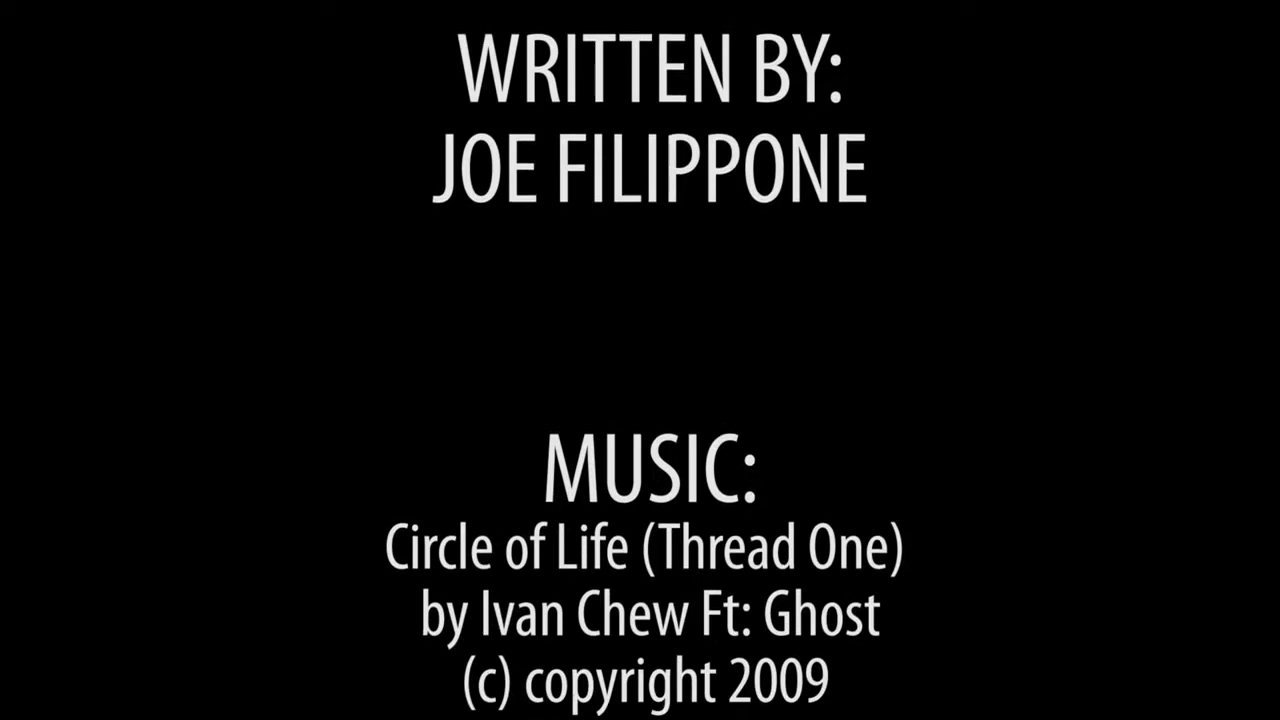 WRITTEN BY:
JOE FILIPPONE
MUSIC:
Circle of Life (Thread One)
by Ivan Chew Ft: Ghost
(c) copyright 2009